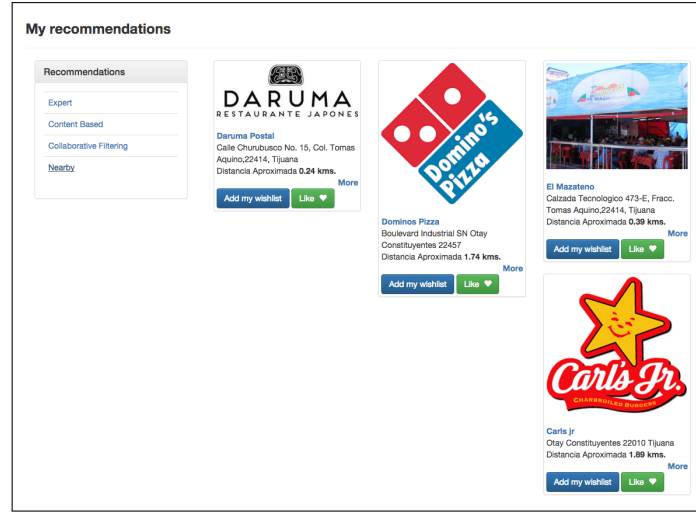 My recommendations
Recommendations
Expert
Content Based
Collaborative Filtering
Nearby
DARUMA
RESTAURANTE JAPONES
Daruma Postal
Calle Churubusco No. 15, Col. Tomas
Aquino,22414, Tijuana
Distancia Aproximada 0.24 kms.
More
Add my wishlist
Like
Domino's
Pizza
Dominos Pizza
Boulevard Industrial SN Otay
Constituyentes 22457
Distancia Aproximada 1.74 kms.
More
Add my wishlist
Like
El Mazateno
Calzada Tecnologico 473-E, Fracc.
Tomas Aquino,22414, Tijuana
Distancia Aproximada 0.39 kms.
More
Add my wishlist
Like
Carl's Jr.
CHARBROILED BURGERS
Carls jr
Otay Constituyentes 22010 Tijuana
Distancia Aproximada 1.89 kms.
More
Add my wishlist
Like